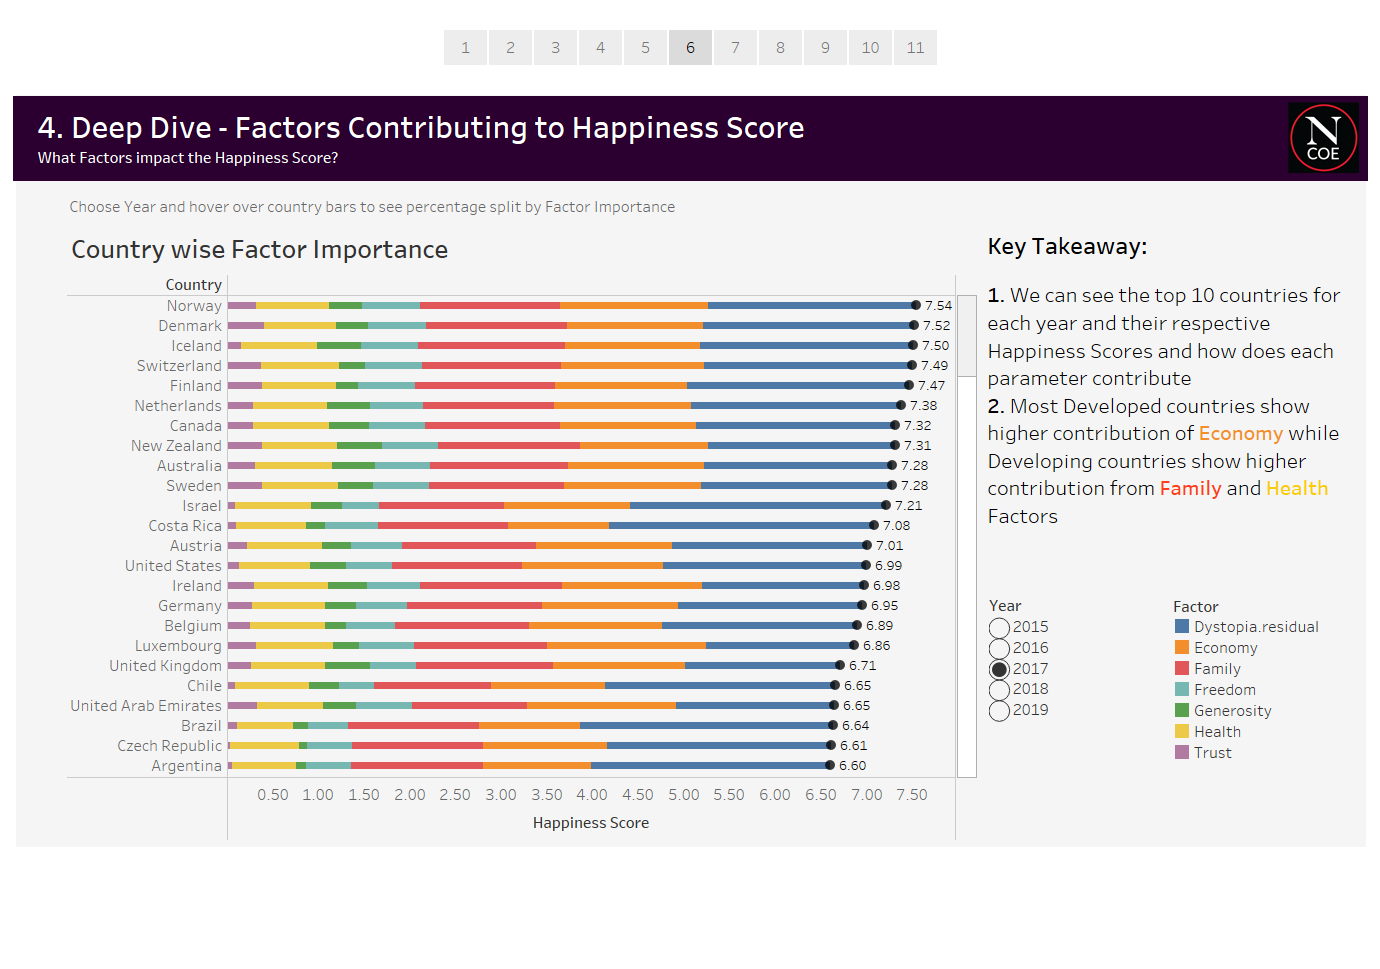 1 2 3 4 5 6 7 8 9 10 11
4. Deep Dive - Factors Contributing to Happiness Score
What Factors impact the Happiness Score?
N
COE
Choose Year and hover over country bars to see percentage split by Factor Importance
Country wise Factor Importance
Country
Norway 7.54
Denmark 7.52
Iceland 7.50
Switzerland 7.49
Finland 7.47
Netherlands 7.38
Canada 7.32
New Zealand 7.31
Australia 7.28
Sweden 7.28
Israel 7.21
Costa Rica 7.08
Austria 7.01
United States 6.99
Ireland 6.98
Germany 6.95
Belgium 6.89
Luxembourg 6.86
United Kingdom 6.71
Chile 6.65
United Arab Emirates 6.65
Brazil 6.64
Czech Republic 6.61
Argentina 6.60
0.50 1.00 1.50 2.00 2.50 3.00 3.50 4.00 4.50 5.00 5.50 6.00 6.50 7.00 7.50
Happiness Score
Key Takeaway:
1. We can see the top 10 countries for
each year and their respective
Happiness Scores and how does each
parameter contribute
2. Most Developed countries show
higher contribution of Economy while
Developing countries show higher
contribution from Family and Health
Factors
Year
2015
2016
2017
2018
2019
Factor
Dystopia.residual
Economy
Family
Freedom
Generosity
Health
Trust